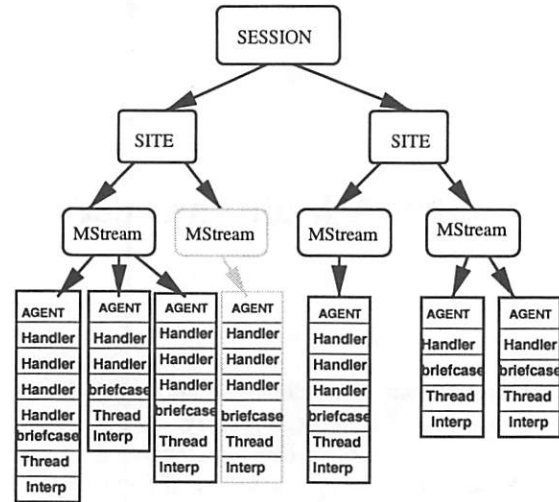 SESSION
SITE
SITE
MStream
MStream
MStream
MStream
AGENT
Handler
Handler
Handler
Handler
briefcase
Thread
Interp
AGENT
Handler
Handler
briefcase
Thread
Interp
AGENT
Handler
Handler
Handler
briefcase
Thread
Interp
AGENT
Handler
Handler
Handler
briefcase
Thread
Interp
AGENT
Handler
Handler
Handler
briefcase
Thread
Interp
AGENT
Handler
briefcase
Thread
Interp
AGENT
Handler
briefcase
Thread
Interp